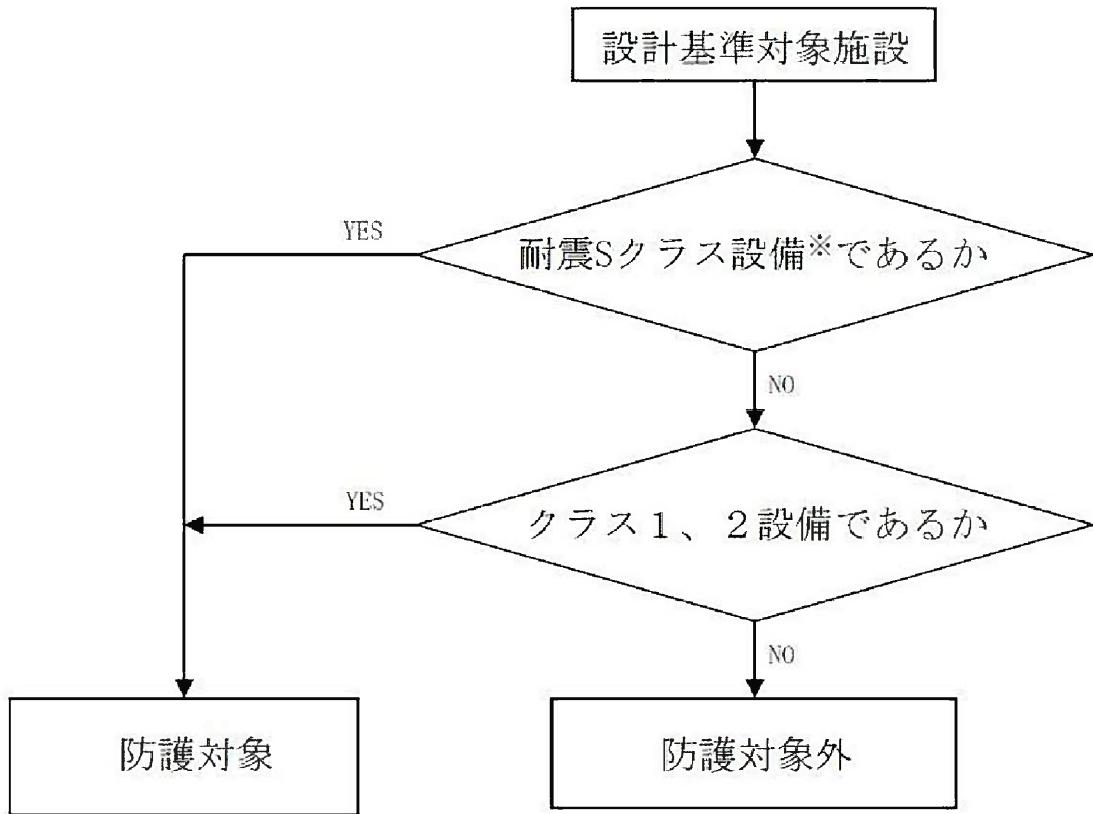 設計基準対象施設
YES
耐震Sクラス設備※であるか
NO
YES
クラス１、２設備であるか
NO
防護対象
防護対象外